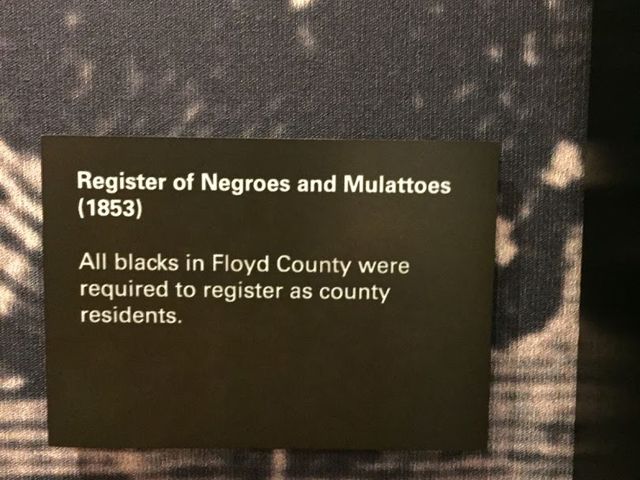 Register of Negroes and Mulattoes
(1853)
All blacks in Floyd County were
required to register as county
residents.